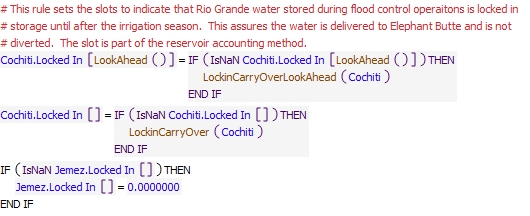 # This rule sets the slots to indicate that Rio Grande water stored during flood control operaitons is locked in
# storage until after the irrigation season.  This assures the water is delivered to Elephant Butte and is not
# diverted.  The slot is part of the reservoir accounting method.
Cochiti.Locked In [LookAhead ()] = IF (IsNaN Cochiti.Locked In [LookAhead ()]) THEN
LockinCarryOverLookAhead (Cochiti)
END IF
Cochiti.Locked In [] = IF (IsNaN Cochiti.Locked In []) THEN
LockinCarryOver (Cochiti)
END IF
IF (IsNaN Jemez.Locked In []) THEN
Jemez.Locked In [] = 0.0000000
END IF